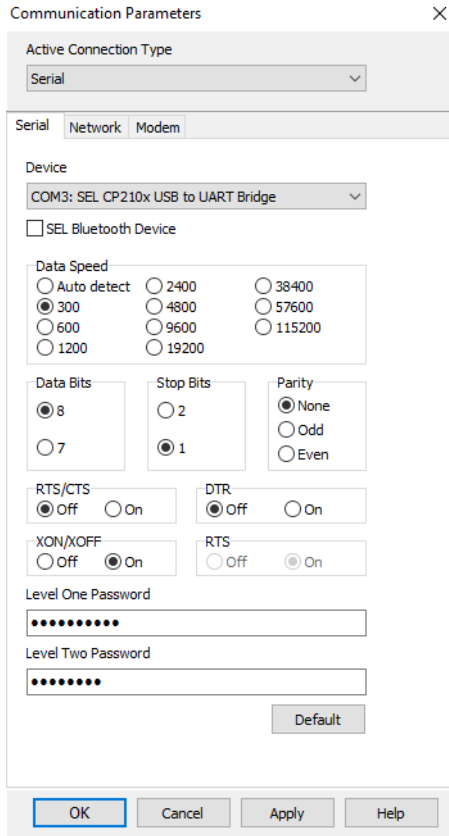 Communication Parameters
Active Connection Type
Serial
Serial Network Modem
Device
COM3: SEL CP210x USB to UART Bridge
SEL Bluetooth Device
Data Speed
Auto detect 2400 38400
300 4800 57600
600 9600 115200
1200 19200
Data Bits Stop Bits Parity
8 2 None
Odd
7 1 Even
RTS/CTS DTR
Off On Off On
XON/XOFF RTS
Off On Off On
Level One Password
●●●●●●●●●●
Level Two Password
●●●●●●●●
Default
OK Cancel Apply Help